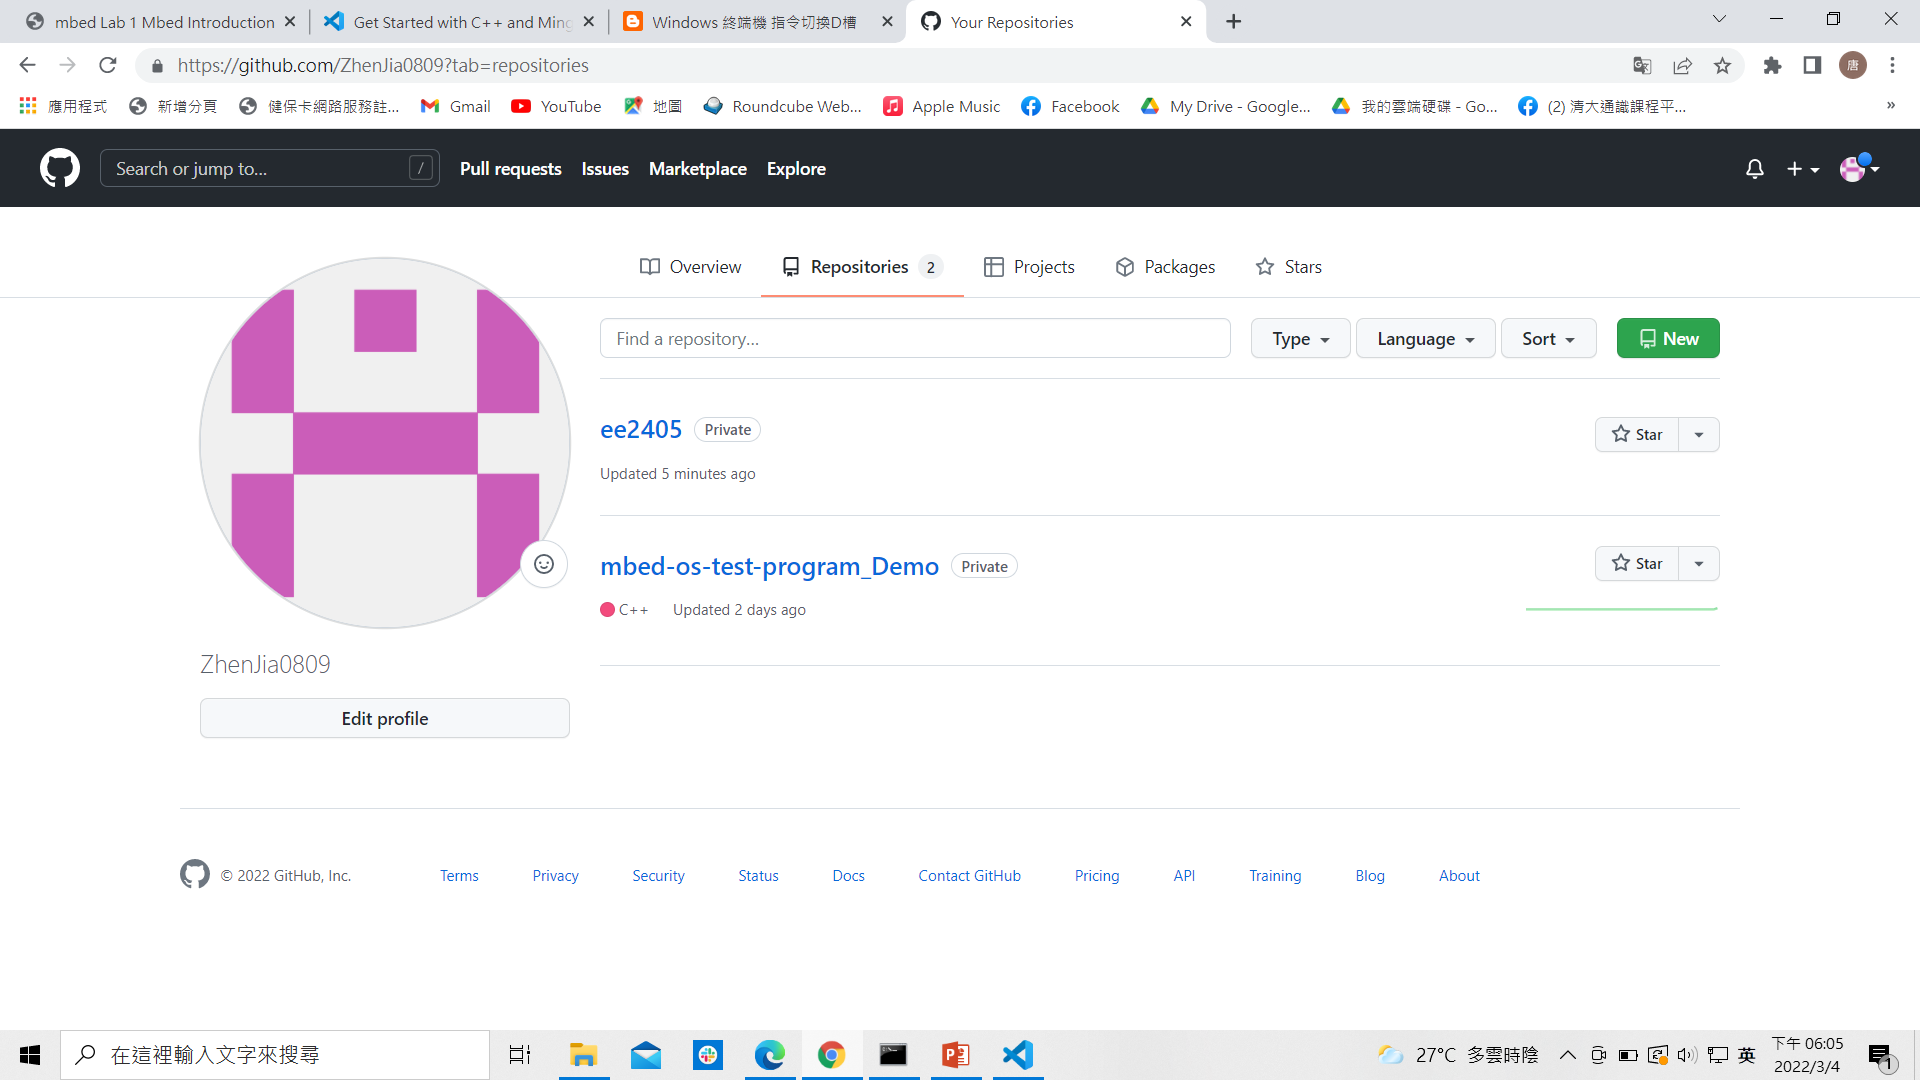 mbed Lab 1 Mbed Introduction
Get Started with C++ and Ming
Windows 終端機 指令切換D槽
Your Repositories
https://github.com/ZhenJia0809?tab=repositories
唐
應用程式
新增分頁
健保卡網路服務註...
Gmail
YouTube
地圖
Roundcube Web...
Apple Music
Facebook
My Drive - Google...
我的雲端硬碟 - Go...
(2) 清大通識課程平...
»
Search or jump to...
/
Pull requests
Issues
Marketplace
Explore
Overview
Repositories 2
Projects
Packages
Stars
Find a repository...
Type
Language
Sort
New
ee2405 Private
Star
Updated 5 minutes ago
mbed-os-test-program_Demo Private
Star
C++ Updated 2 days ago
ZhenJia0809
Edit profile
© 2022 GitHub, Inc.
Terms
Privacy
Security
Status
Docs
Contact GitHub
Pricing
API
Training
Blog
About
在這裡輸入文字來搜尋
27°C 多雲時陰
英
下午 06:05
2022/3/4
1